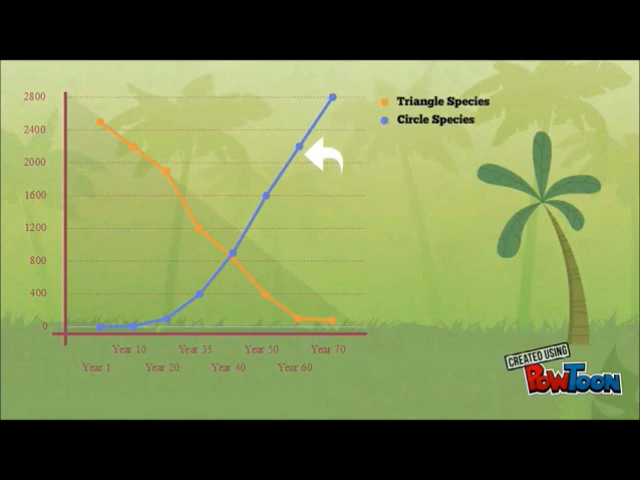 2800
2400
2000
1600
1200
800
400
0
Triangle Species
Circle Species
Year 10 Year 35 Year 50 Year 70
Year 1 Year 20 Year 40 Year 60
CREATED USING
POWTOON